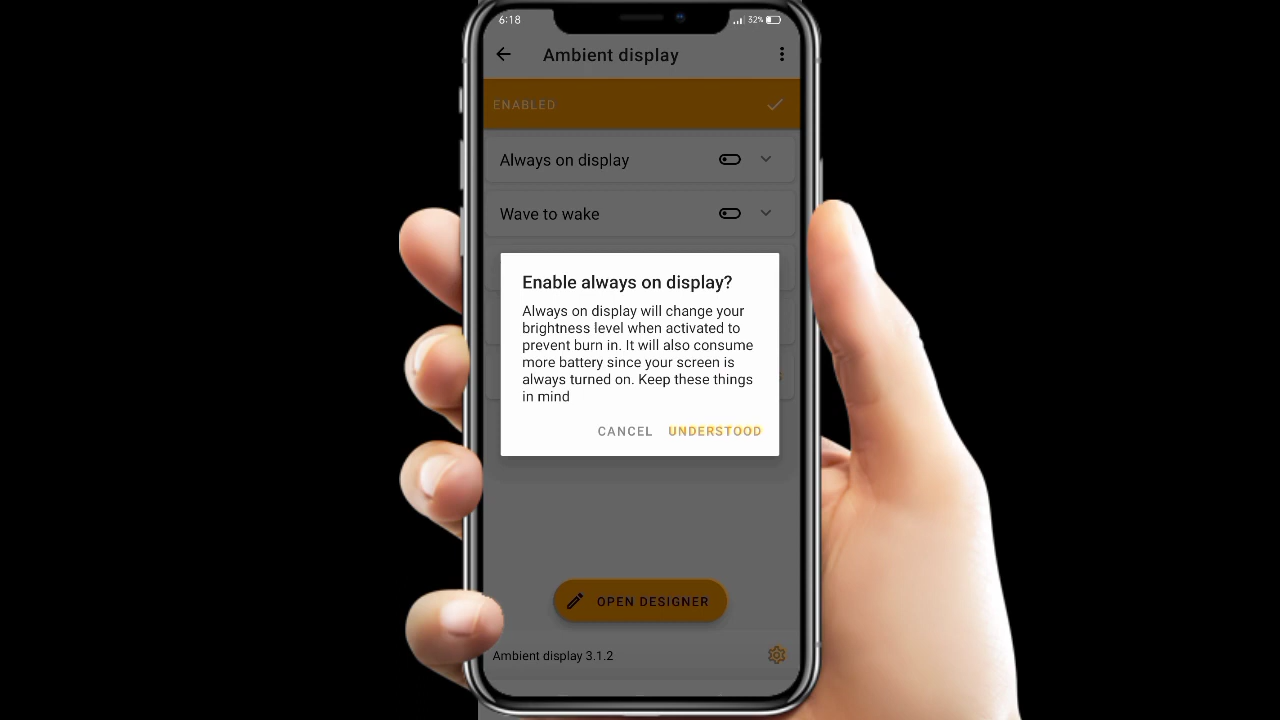 6:18
32%
Ambient display
ENABLED
Always on display
Wave to wake
Enable always on display?
Always on display will change your
brightness level when activated to
prevent burn in. It will also consume
more battery since your screen is
always turned on. Keep these things
in mind
CANCEL UNDERSTOOD
OPEN DESIGNER
Ambient display 3.1.2